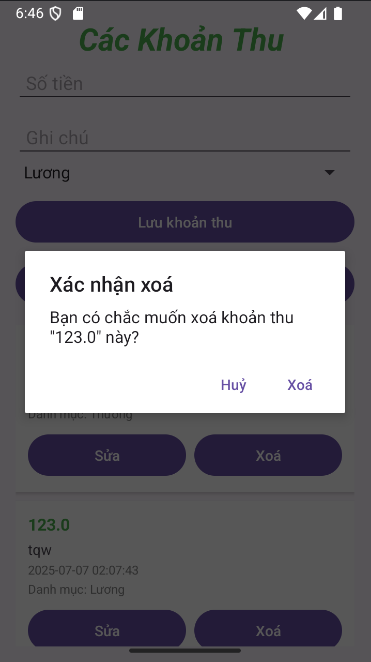 6:46
Các Khoản Thu
Số tiền
Ghi chú
Lương
Lưu khoản thu
Xác nhận xoá
Bạn có chắc muốn xoá khoản thu
"123.0" này?
Huỷ Xoá
Danh mục: Thưởng
Sửa Xoá
123.0
tqw
2025-07-07 02:07:43
Danh mục: Lương
Sửa Xoá